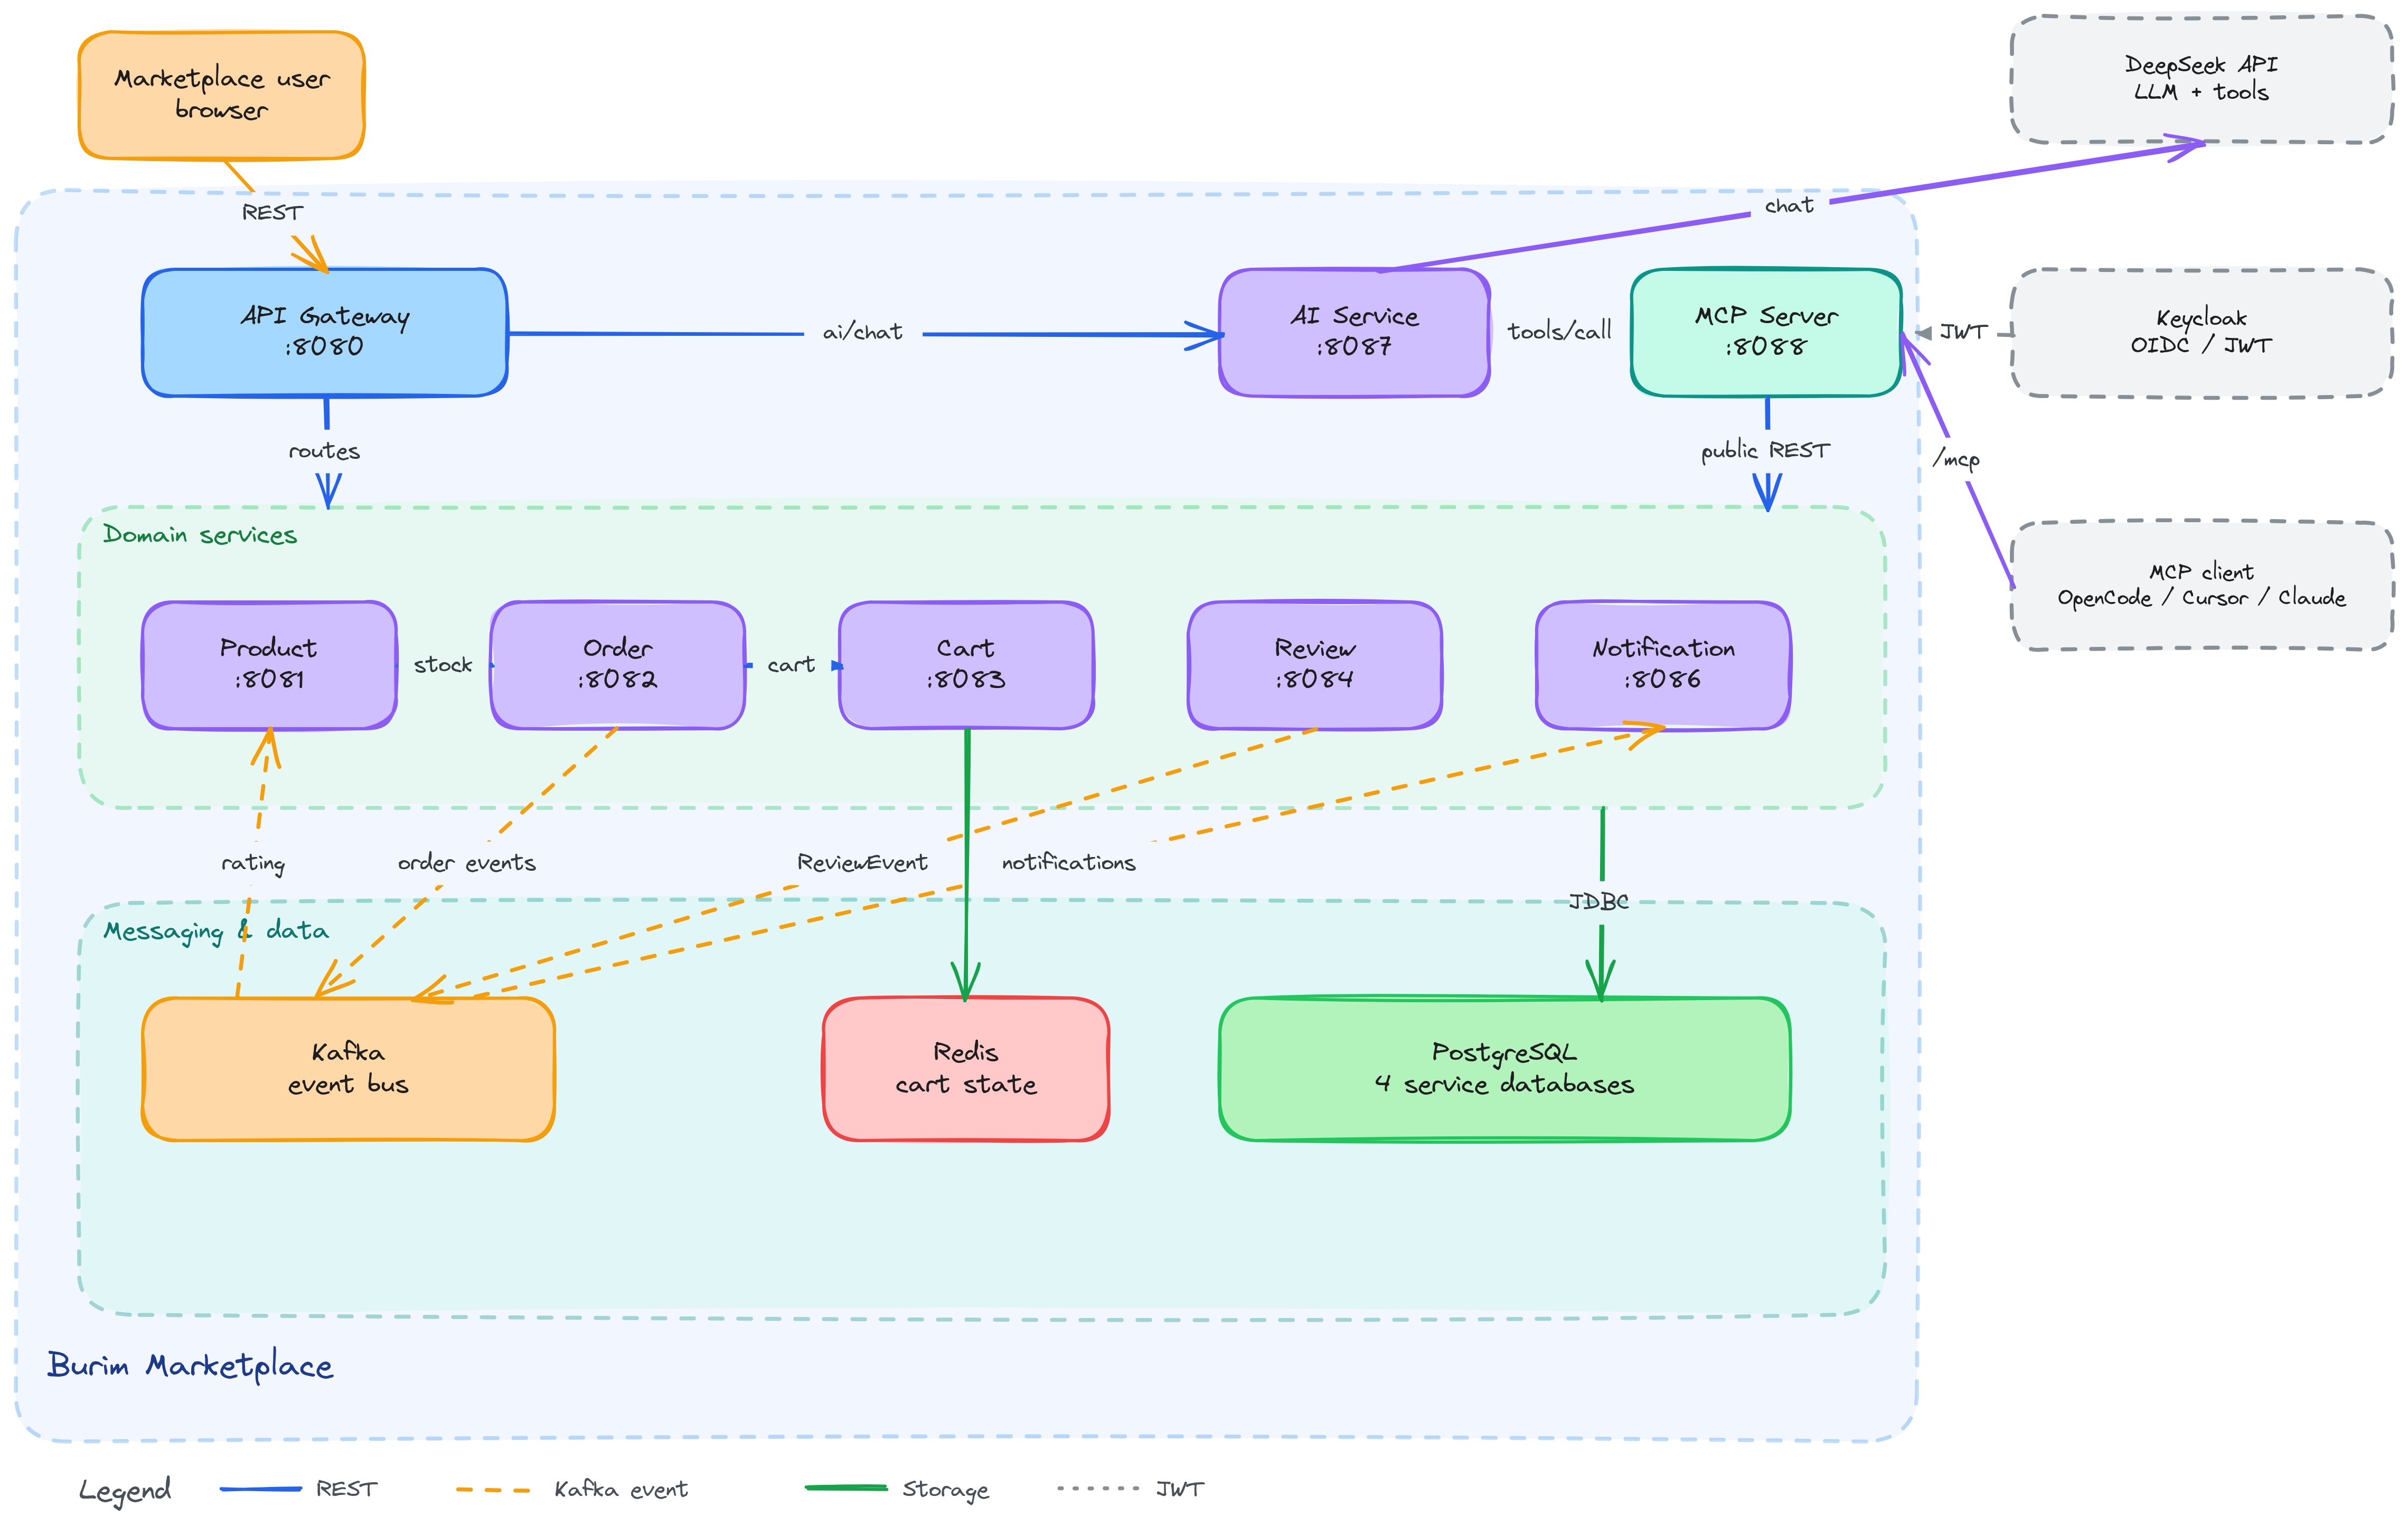 Marketplace user
browser
DeepSeek API
LLM + tools
REST
chat
API Gateway
:8080
ai/chat
AI Service
:8087
tools/call
MCP Server
:8088
JWT
Keycloak
OIDC / JWT
routes
public REST
/mcp
Domain services
MCP client
OpenCode / Cursor / Claude
Product
:8081
stock
Order
:8082
cart
Cart
:8083
Review
:8084
Notification
:8086
rating
order events
ReviewEvent
notifications
JDBC
Messaging & data
Kafka
event bus
Redis
cart state
PostgreSQL
4 service databases
Burim Marketplace
Legend
REST
Kafka event
Storage
JWT